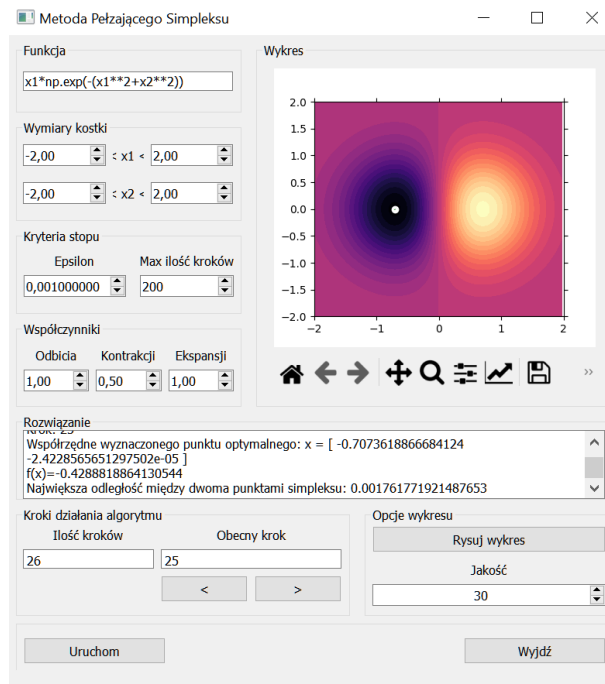 Metoda Pełzającego Simpleksu
Funkcja
x1*np.exp(-(x1**2+x2**2))
Wymiary kostki
-2,00 < x1 < 2,00
-2,00 < x2 < 2,00
Kryteria stopu
Epsilon Max ilość kroków
0,001000000 200
Współczynniki
Odbicia Kontrakcji Ekspansji
1,00 0,50 1,00
Wykres
2.0
1.5
1.0
0.5
0.0
−0.5
−1.0
−1.5
−2.0
−2 −1 0 1 2
Rozwiązanie
Krok: 25
Współrzędne wyznaczonego punktu optymalnego: x = [ -0.7073618866684124
-2.4228565651297502e-05 ]
f(x)=-0.4288818864130544
Największa odległość między dwoma punktami simpleksu: 0.001761771921487653
Kroki działania algorytmu
Ilość kroków Obecny krok
26 25
< >
Opcje wykresu
Rysuj wykres
Jakość
30
Uruchom Wyjdź